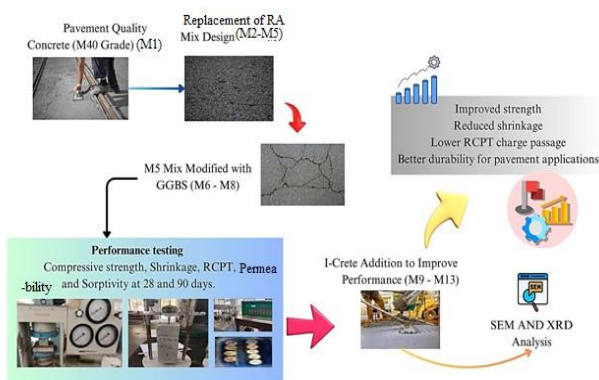 Pavement Quality
Concrete (M40 Grade) (M1)
Replacement of RA
Mix Design (M2-M5)
M5 Mix Modified with
GGBS (M6 - M8)
Performance testing
Compressive strength, Shrinkage, RCPT, Permea
-bility and Sorptivity at 28 and 90 days.
I-Crete Addition to Improve
Performance (M9 - M13)
Improved strength
Reduced shrinkage
Lower RCPT charge passage
Better durability for pavement applications
SEM
SEM AND XRD
Analysis